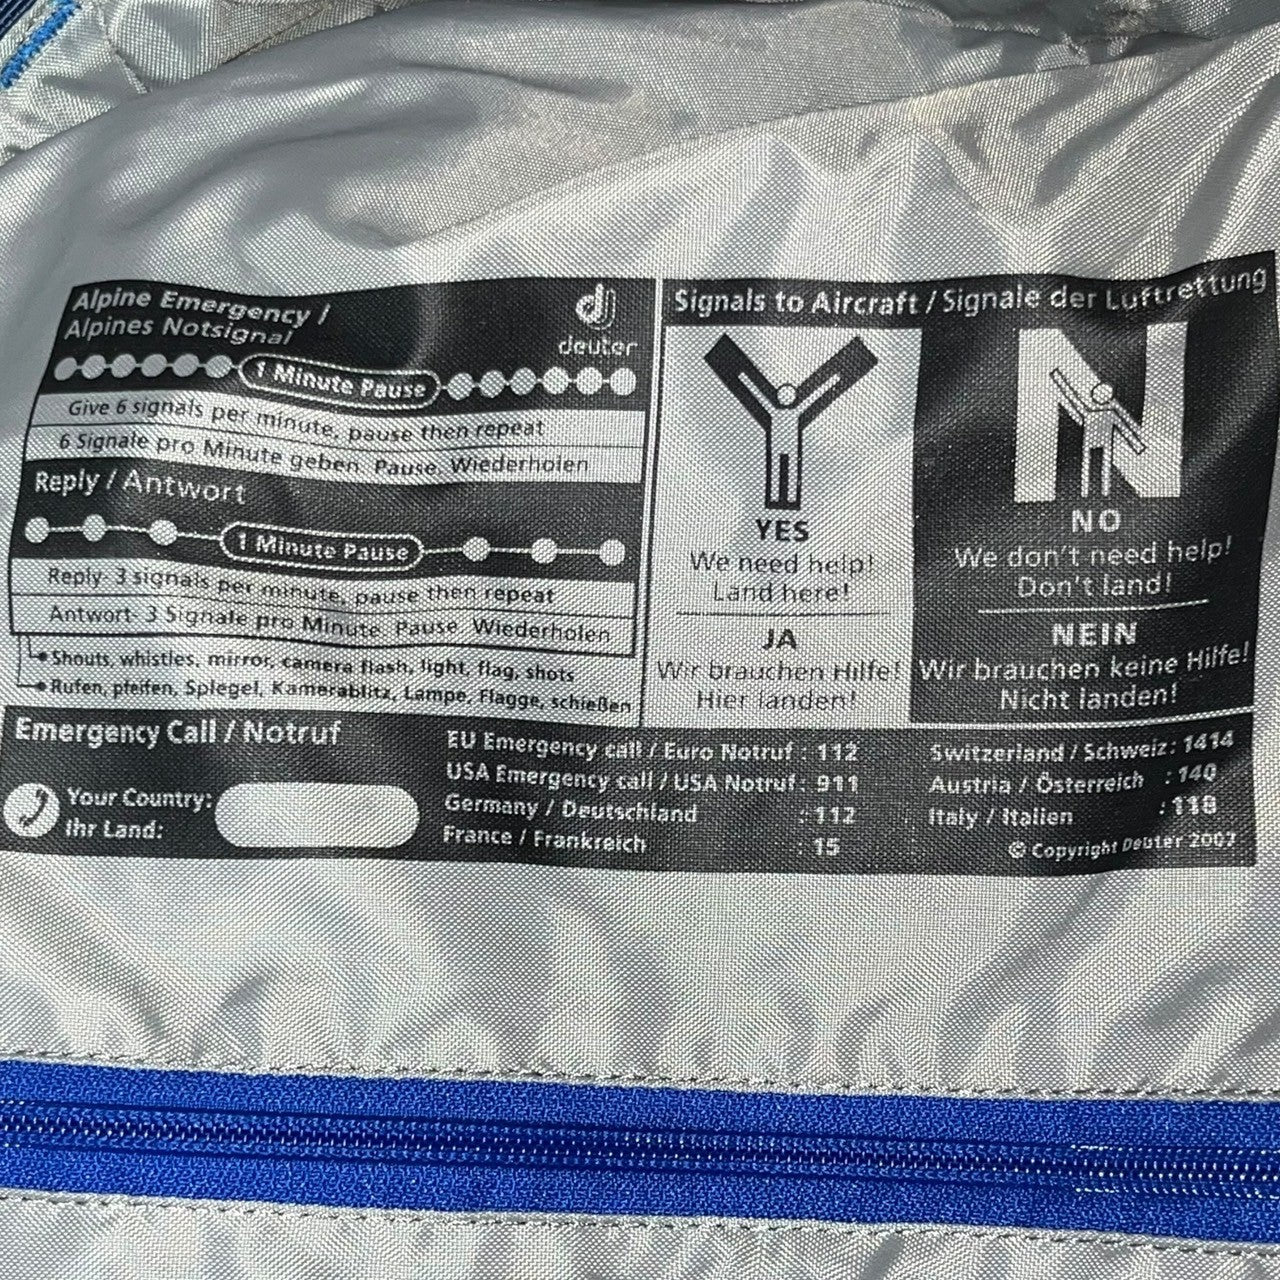 Alpine Emergency /
Alpines Notsignal
deuter
1 Minute Pause
Give 6 signals per minute, pause then repeat
6 Signale pro Minute geben, Pause, Wiederholen
Reply / Antwort
1 Minute Pause
Reply- 3 signals per minute, pause then repeat
Antwort- 3 Signale pro Minute, Pause, Wiederholen
Shouts, whistles, mirror, camera flash, light, flag, shots
Rufen, pfeifen, Spiegel, Kamerablitz, Lampe, Flagge, schießen
Signals to Aircraft / Signale der Luftrettung
YES
We need help!
Land here!
JA
Wir brauchen Hilfe!
Hier landen!
N
NO
We don't need help!
Don't land!
NEIN
Wir brauchen keine Hilfe!
Nicht landen!
Emergency Call / Notruf
Your Country:
Ihr Land:
EU Emergency call / Euro Notruf : 112
USA Emergency call / USA Notruf : 911
Germany / Deutschland : 112
France / Frankreich : 15
Switzerland / Schweiz : 1414
Austria / Österreich : 140
Italy / Italien : 118
© Copyright Deuter 2007